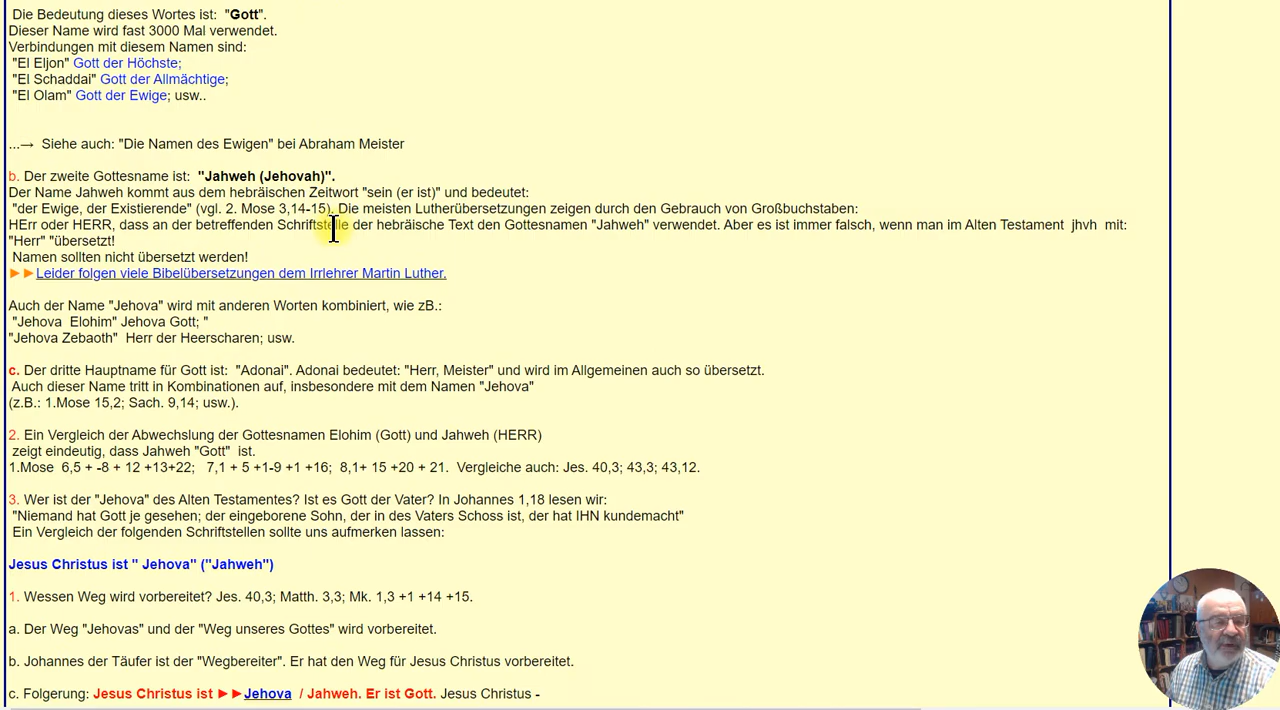 Die Bedeutung dieses Wortes ist:  "Gott".
Dieser Name wird fast 3000 Mal verwendet.
Verbindungen mit diesem Namen sind:
"El Eljon" Gott der Höchste;
"El Schaddai" Gott der Allmächtige;
"El Olam" Gott der Ewige; usw..
...→  Siehe auch: "Die Namen des Ewigen" bei Abraham Meister
b. Der zweite Gottesname ist:  "Jahweh (Jehovah)".
Der Name Jahweh kommt aus dem hebräischen Zeitwort "sein (er ist)" und bedeutet:
"der Ewige, der Existierende" (vgl. 2. Mose 3,14-15). Die meisten Lutherübersetzungen zeigen durch den Gebrauch von Großbuchstaben:
HErr oder HERR, dass an der betreffenden Schriftstelle der hebräische Text den Gottesnamen "Jahweh" verwendet. Aber es ist immer falsch, wenn man im Alten Testament  jhvh  mit:
"Herr" "übersetzt!
Namen sollten nicht übersetzt werden!
►►Leider folgen viele Bibelübersetzungen dem Irrlehrer Martin Luther.
Auch der Name "Jehova" wird mit anderen Worten kombiniert, wie zB.:
"Jehova  Elohim" Jehova Gott; "
"Jehova Zebaoth"  Herr der Heerscharen; usw.
c. Der dritte Hauptname für Gott ist:  "Adonai". Adonai bedeutet: "Herr, Meister" und wird im Allgemeinen auch so übersetzt.
Auch dieser Name tritt in Kombinationen auf, insbesondere mit dem Namen "Jehova"
(z.B.: 1.Mose 15,2; Sach. 9,14; usw.).
2. Ein Vergleich der Abwechslung der Gottesnamen Elohim (Gott) und Jahweh (HERR)
zeigt eindeutig, dass Jahweh "Gott"  ist.
1.Mose  6,5 + -8 + 12 +13+22;   7,1 + 5 +1-9 +1 +16;  8,1+ 15 +20 + 21.  Vergleiche auch: Jes. 40,3; 43,3; 43,12.
3. Wer ist der "Jehova" des Alten Testamentes? Ist es Gott der Vater? In Johannes 1,18 lesen wir:
"Niemand hat Gott je gesehen; der eingeborene Sohn, der in des Vaters Schoss ist, der hat IHN kundemacht"
Ein Vergleich der folgenden Schriftstellen sollte uns aufmerken lassen:
Jesus Christus ist " Jehova" ("Jahweh")
1. Wessen Weg wird vorbereitet? Jes. 40,3; Matth. 3,3; Mk. 1,3 +1 +14 +15.
a. Der Weg "Jehovas" und der "Weg unseres Gottes" wird vorbereitet.
b. Johannes der Täufer ist der "Wegbereiter". Er hat den Weg für Jesus Christus vorbereitet.
c. Folgerung: Jesus Christus ist ►►Jehova  / Jahweh. Er ist Gott. Jesus Christus -